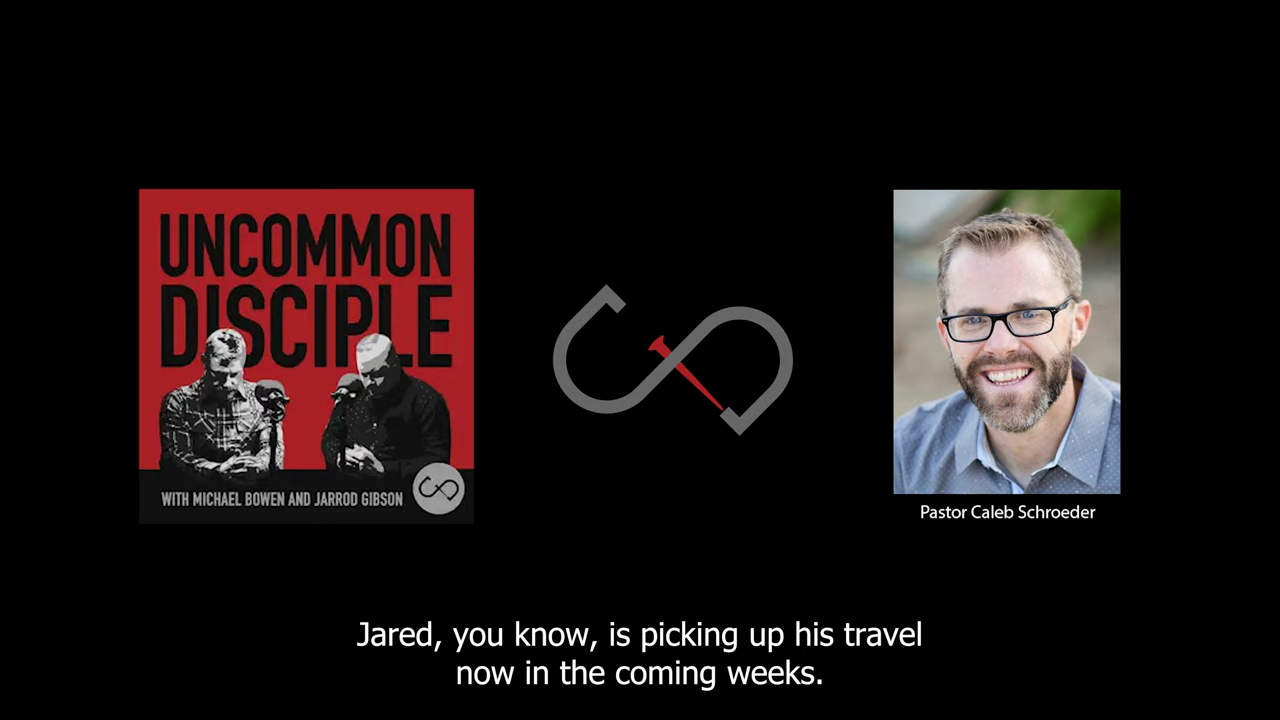 UNCOMMON
DISCIPLE
WITH MICHAEL BOWEN AND JARROD GIBSON
Pastor Caleb Schroeder
Jared, you know, is picking up his travel
now in the coming weeks.